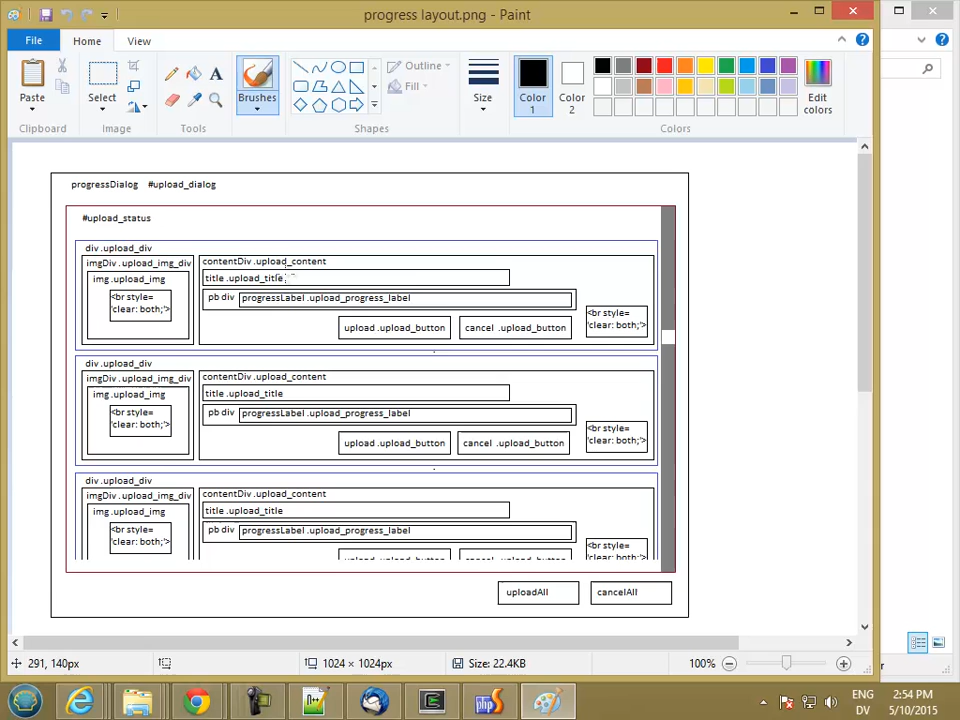 progress layout.png - Paint
File
Home
View
Paste
Select
Brushes
Outline
Fill
Size
Color 1
Color 2
Edit colors
Clipboard
Image
Tools
Shapes
Colors
progressDialog #upload_dialog
#upload_status
div .upload_div
imgDiv .upload_img_div
contentDiv .upload_content
img .upload_img
title .upload_title
<br style=
'clear: both;'>
pb div
progressLabel .upload_progress_label
<br style=
'clear: both;'>
upload .upload_button
cancel .upload_button
div .upload_div
imgDiv .upload_img_div
contentDiv .upload_content
img .upload_img
title .upload_title
<br style=
'clear: both;'>
pb div
progressLabel .upload_progress_label
<br style=
'clear: both;'>
upload .upload_button
cancel .upload_button
div .upload_div
imgDiv .upload_img_div
contentDiv .upload_content
img .upload_img
title .upload_title
<br style=
'clear: both;'>
pb div
progressLabel .upload_progress_label
<br style=
'clear: both;'>
upload .upload_button
cancel .upload_button
uploadAll
cancelAll
291, 140px
1024 × 1024px
Size: 22.4KB
100%
ENG
DV
2:54 PM
5/10/2015